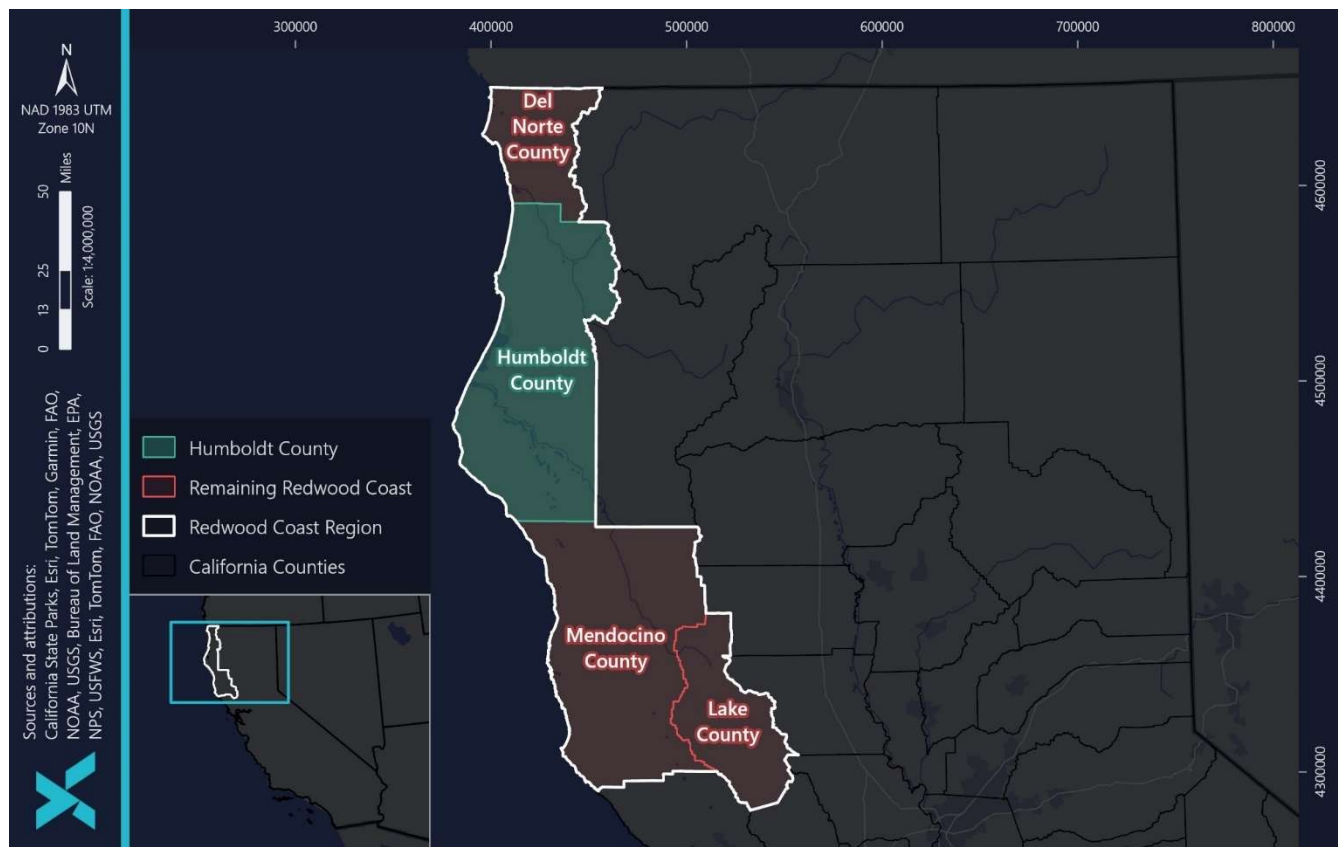 300000
400000
500000
600000
700000
800000
N
NAD 1983 UTM
Zone 10N
0
13
25
50
Miles
Scale: 1:4,000,000
Sources and attributions:
California State Parks, Esri, TomTom, Garmin, FAO,
NOAA, USGS, Bureau of Land Management, EPA,
NPS, USFWS, Esri, TomTom, FAO, NOAA, USGS
Del
Norte
County
Humboldt
County
Mendocino
County
Lake
County
Humboldt County
Remaining Redwood Coast
Redwood Coast Region
California Counties
4600000
4500000
4400000
4300000